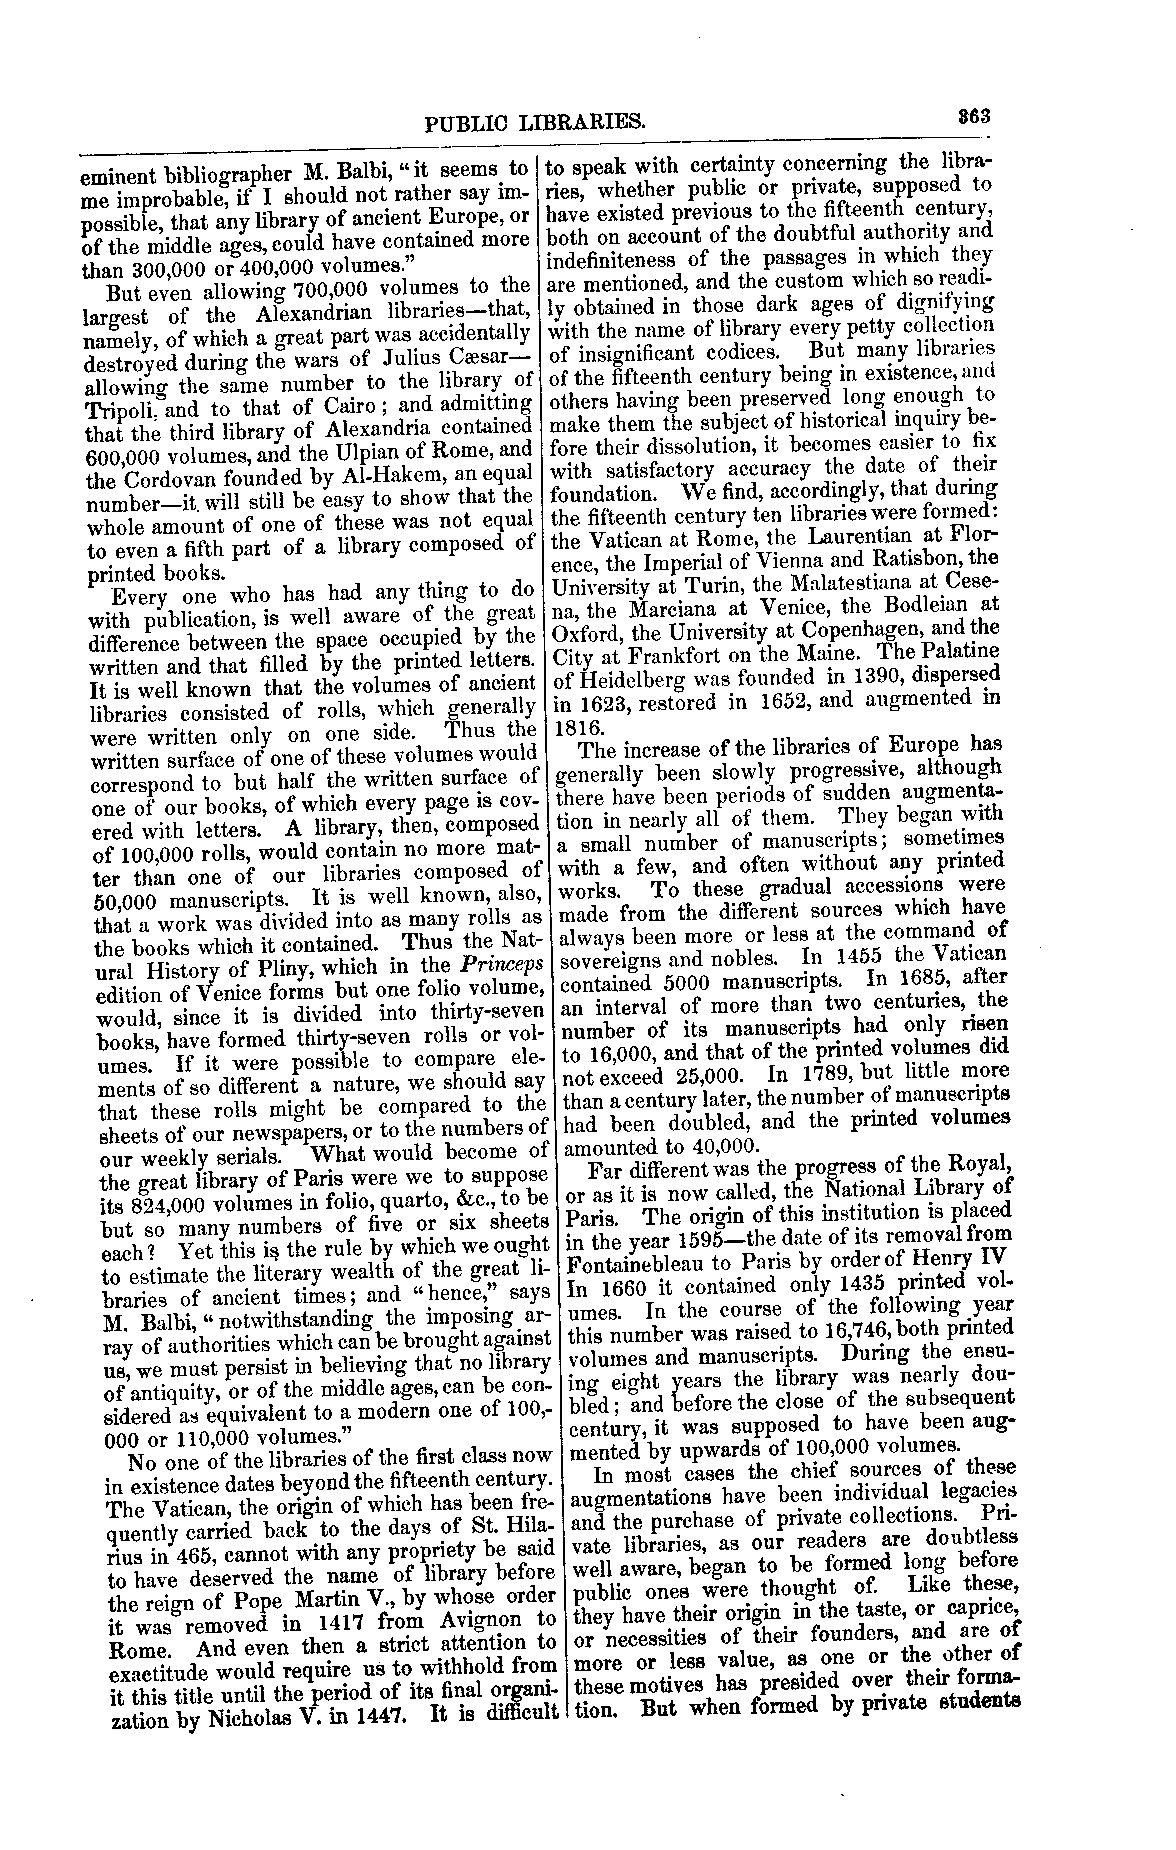 PUBLIC LIBRARIES.
363
eminent bibliographer M. Balbi, "it seems to
me improbable, if I should not rather say im-
possible, that any library of ancient Europe, or
of the middle ages, could have contained more
than 300,000 or 400,000 volumes."
But even allowing 700,000 volumes to the
largest of the Alexandrian libraries—that,
namely, of which a great part was accidentally
destroyed during the wars of Julius Cæsar—
allowing the same number to the library of
Tripoli, and to that of Cairo; and admitting
that the third library of Alexandria contained
600,000 volumes, and the Ulpian of Rome, and
the Cordovan founded by Al-Hakem, an equal
number—it will still be easy to show that the
whole amount of one of these was not equal
to even a fifth part of a library composed of
printed books.
Every one who has had any thing to do
with publication, is well aware of the great
difference between the space occupied by the
written and that filled by the printed letters.
It is well known that the volumes of ancient
libraries consisted of rolls, which generally
were written only on one side. Thus the
written surface of one of these volumes would
correspond to but half the written surface of
one of our books, of which every page is cov-
ered with letters. A library, then, composed
of 100,000 rolls, would contain no more mat-
ter than one of our libraries composed of
50,000 manuscripts. It is well known, also,
that a work was divided into as many rolls as
the books which it contained. Thus the Nat-
ural History of Pliny, which in the Princeps
edition of Venice forms but one folio volume,
would, since it is divided into thirty-seven
books, have formed thirty-seven rolls or vol-
umes. If it were possible to compare ele-
ments of so different a nature, we should say
that these rolls might be compared to the
sheets of our newspapers, or to the numbers of
our weekly serials. What would become of
the great library of Paris were we to suppose
its 824,000 volumes in folio, quarto, &c., to be
but so many numbers of five or six sheets
each? Yet this is the rule by which we ought
to estimate the literary wealth of the great li-
braries of ancient times; and "hence," says
M. Balbi, "notwithstanding the imposing ar-
ray of authorities which can be brought against
us, we must persist in believing that no library
of antiquity, or of the middle ages, can be con-
sidered as equivalent to a modern one of 100,-
000 or 110,000 volumes."
No one of the libraries of the first class now
in existence dates beyond the fifteenth century.
The Vatican, the origin of which has been fre-
quently carried back to the days of St. Hila-
rius in 465, cannot with any propriety be said
to have deserved the name of library before
the reign of Pope Martin V., by whose order
it was removed in 1417 from Avignon to
Rome. And even then a strict attention to
exactitude would require us to withhold from
it this title until the period of its final organi-
zation by Nicholas V. in 1447. It is difficult
to speak with certainty concerning the libra-
ries, whether public or private, supposed to
have existed previous to the fifteenth century,
both on account of the doubtful authority and
indefiniteness of the passages in which they
are mentioned, and the custom which so readi-
ly obtained in those dark ages of dignifying
with the name of library every petty collection
of insignificant codices. But many libraries
of the fifteenth century being in existence, and
others having been preserved long enough to
make them the subject of historical inquiry be-
fore their dissolution, it becomes easier to fix
with satisfactory accuracy the date of their
foundation. We find, accordingly, that during
the fifteenth century ten libraries were formed:
the Vatican at Rome, the Laurentian at Flor-
ence, the Imperial of Vienna and Ratisbon, the
University at Turin, the Malatestiana at Cese-
na, the Marciana at Venice, the Bodleian at
Oxford, the University at Copenhagen, and the
City at Frankfort on the Maine. The Palatine
of Heidelberg was founded in 1390, dispersed
in 1623, restored in 1652, and augmented in
1816.
The increase of the libraries of Europe has
generally been slowly progressive, although
there have been periods of sudden augmenta-
tion in nearly all of them. They began with
a small number of manuscripts; sometimes
with a few, and often without any printed
works. To these gradual accessions were
made from the different sources which have
always been more or less at the command of
sovereigns and nobles. In 1455 the Vatican
contained 5000 manuscripts. In 1685, after
an interval of more than two centuries, the
number of its manuscripts had only risen
to 16,000, and that of the printed volumes did
not exceed 25,000. In 1789, but little more
than a century later, the number of manuscripts
had been doubled, and the printed volumes
amounted to 40,000.
Far different was the progress of the Royal,
or as it is now called, the National Library of
Paris. The origin of this institution is placed
in the year 1595—the date of its removal from
Fontainebleau to Paris by order of Henry IV
In 1660 it contained only 1435 printed vol-
umes. In the course of the following year
this number was raised to 16,746, both printed
volumes and manuscripts. During the ensu-
ing eight years the library was nearly dou-
bled; and before the close of the subsequent
century, it was supposed to have been aug-
mented by upwards of 100,000 volumes.
In most cases the chief sources of these
augmentations have been individual legacies
and the purchase of private collections. Pri-
vate libraries, as our readers are doubtless
well aware, began to be formed long before
public ones were thought of. Like these,
they have their origin in the taste, or caprice,
or necessities of their founders, and are of
more or less value, as one or the other of
these motives has presided over their forma-
tion. But when formed by private students